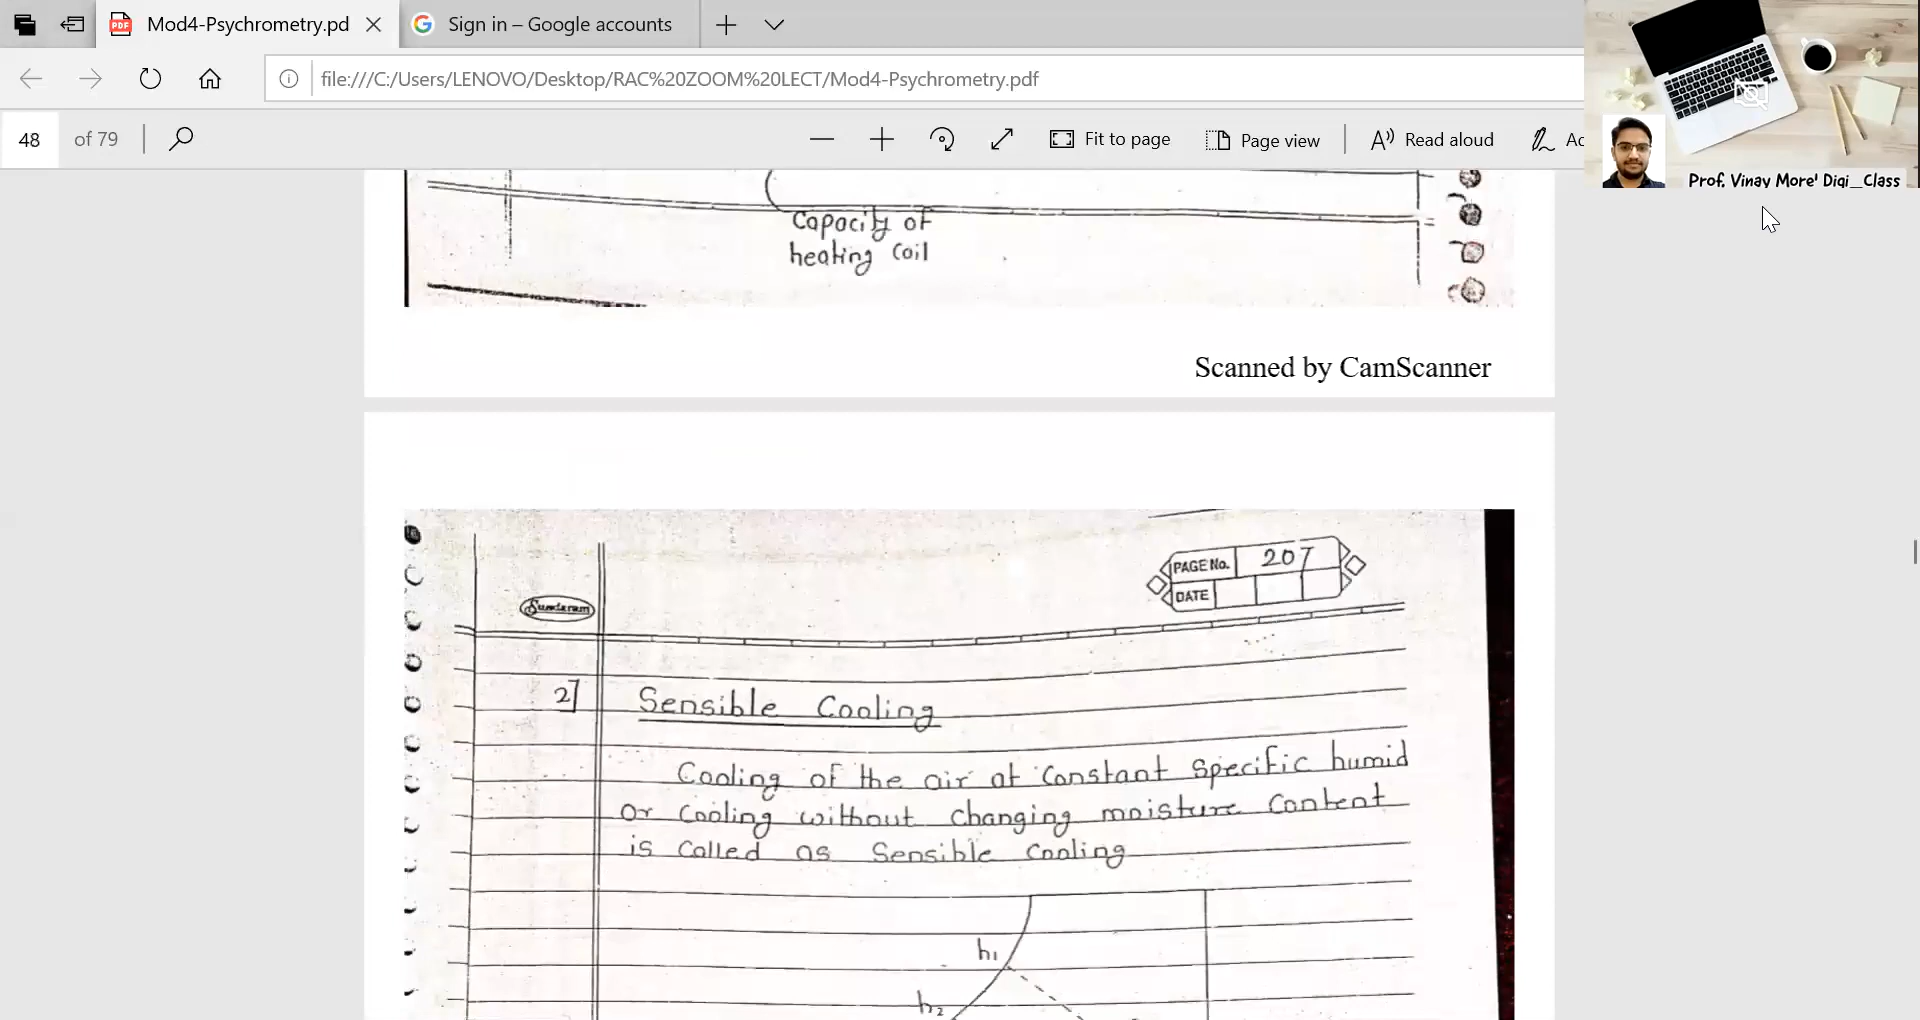 Mod4-Psychrometry.pd
Sign in – Google accounts
file:///C:/Users/LENOVO/Desktop/RAC%20ZOOM%20LECT/Mod4-Psychrometry.pdf
48 of 79
Fit to page
Page view
Read aloud
Ac
Prof. Vinay More' Digi_Class
Capacity of
heating coil
Scanned by CamScanner
PAGE No. 207
DATE
Sundaram
2] Sensible Cooling
Cooling of the air at constant specific humid
or cooling without changing moisture content
is called as sensible cooling
h1
h2